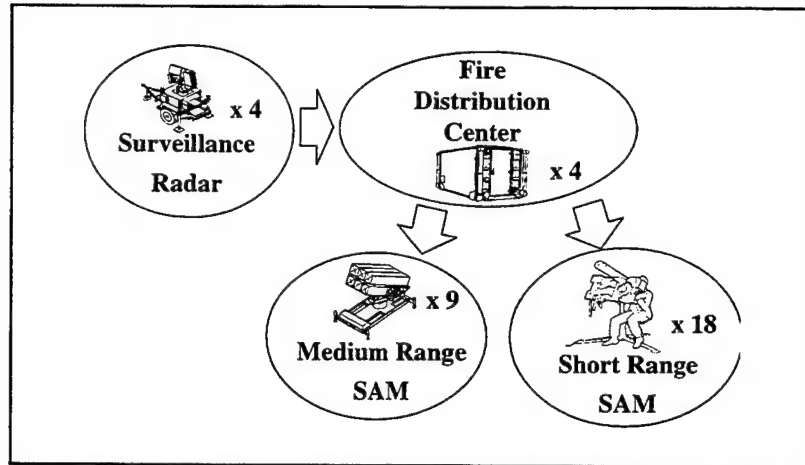 x 4
Surveillance
Radar
Fire
Distribution
Center
x 4
x 9
Medium Range
SAM
x 18
Short Range
SAM